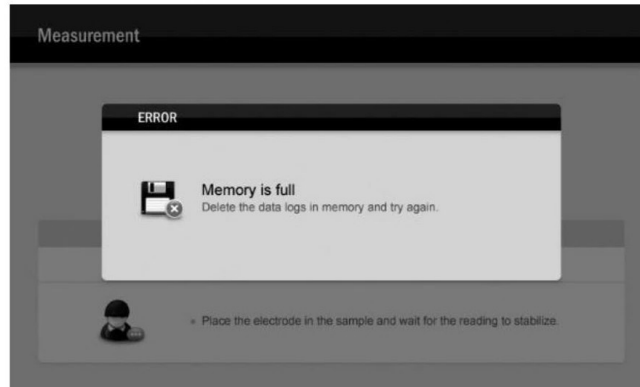 Measurement
ERROR
Memory is full
Delete the data logs in memory and try again.
Place the electrode in the sample and wait for the reading to stabilize.